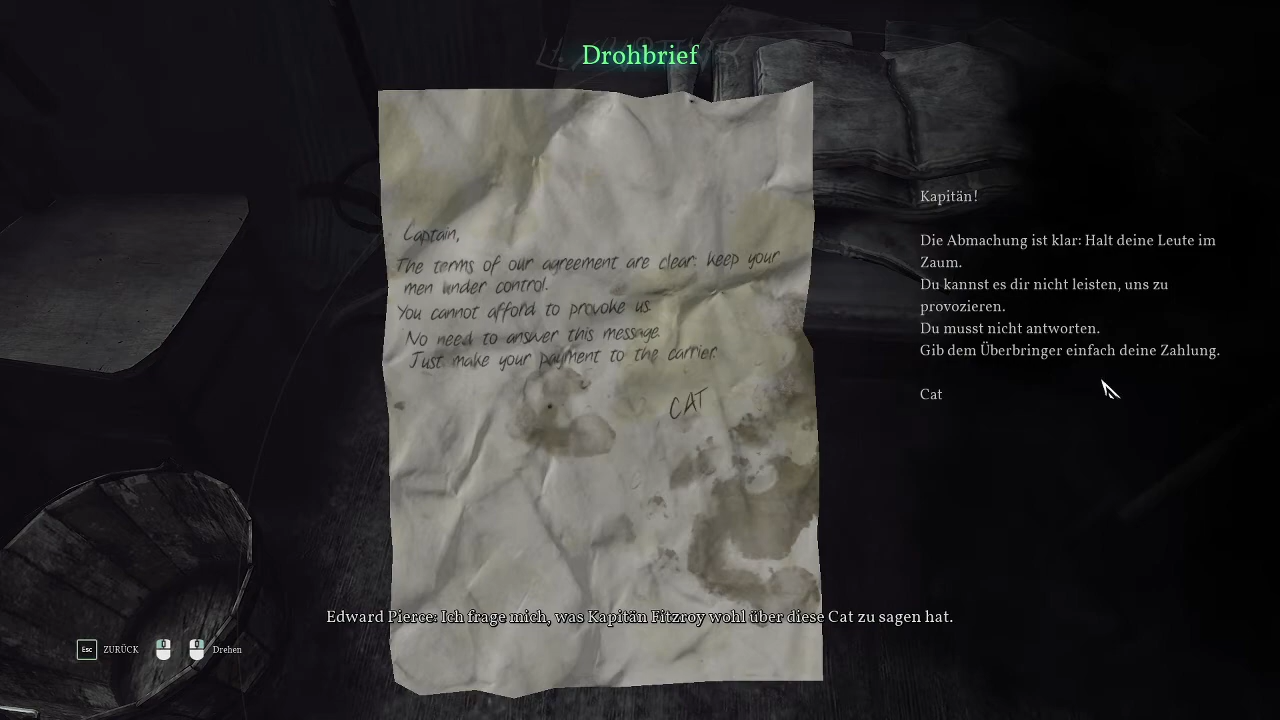 Drohbrief
Captain,
The terms of our agreement are clear: keep your
men under control.
You cannot afford to provoke us.
No need to answer this message.
Just make your payment to the carrier.
CAT
Kapitän!
Die Abmachung ist klar: Halt deine Leute im
Zaum.
Du kannst es dir nicht leisten, uns zu
provozieren.
Du musst nicht antworten.
Gib dem Überbringer einfach deine Zahlung.
Cat
Edward Pierce: Ich frage mich, was Kapitän Fitzroy wohl über diese Cat zu sagen hat.
Esc ZURÜCK Drehen